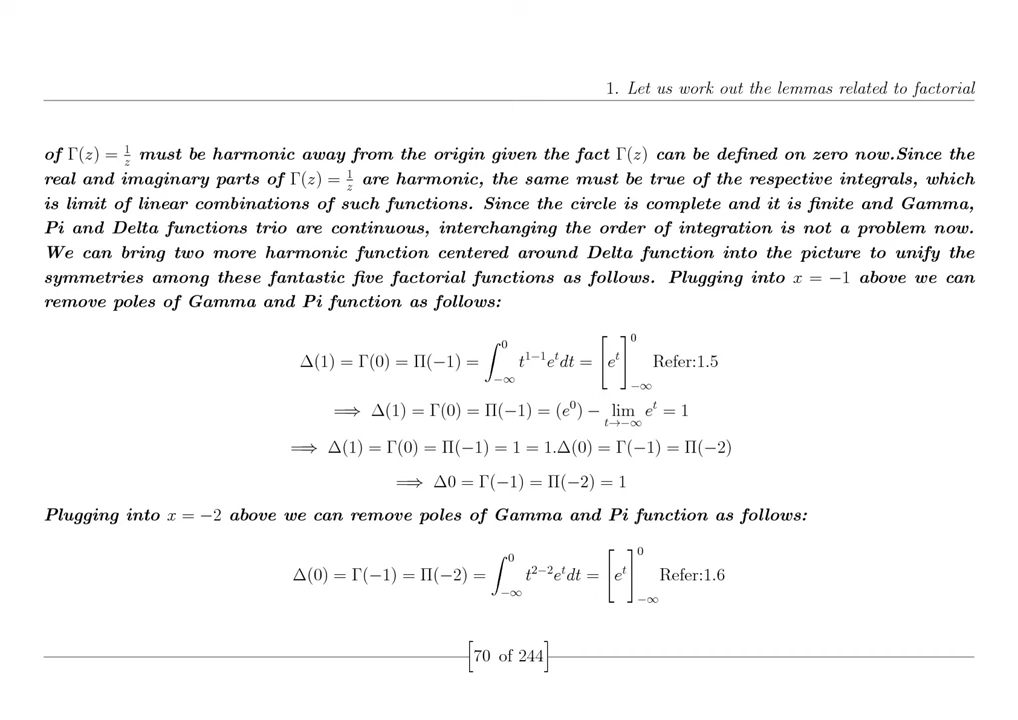 1. Let us work out the lemmas related to factorial
of Γ(z) = 1/z must be harmonic away from the origin given the fact Γ(z) can be defined on zero now.Since the
real and imaginary parts of Γ(z) = 1/z are harmonic, the same must be true of the respective integrals, which
is limit of linear combinations of such functions. Since the circle is complete and it is finite and Gamma,
Pi and Delta functions trio are continuous, interchanging the order of integration is not a problem now.
We can bring two more harmonic function centered around Delta function into the picture to unify the
symmetries among these fantastic five factorial functions as follows. Plugging into x = −1 above we can
remove poles of Gamma and Pi function as follows:
Δ(1) = Γ(0) = Π(−1) = ∫_{−∞}^{0} t^{1−1}e^t dt = [e^t]_{−∞}^{0} Refer:1.5
⟹ Δ(1) = Γ(0) = Π(−1) = (e^0) − lim_{t→−∞} e^t = 1
⟹ Δ(1) = Γ(0) = Π(−1) = 1 = 1.Δ(0) = Γ(−1) = Π(−2)
⟹ Δ0 = Γ(−1) = Π(−2) = 1
Plugging into x = −2 above we can remove poles of Gamma and Pi function as follows:
Δ(0) = Γ(−1) = Π(−2) = ∫_{−∞}^{0} t^{2−2}e^t dt = [e^t]_{−∞}^{0} Refer:1.6
[70 of 244]